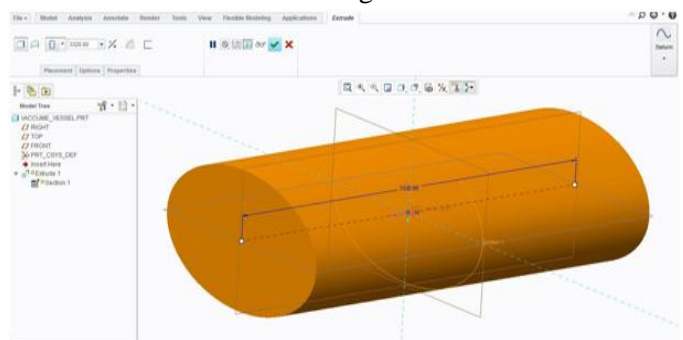 File Model Analysis Annotate Render Tools View Flexible Modeling Applications Extrude
Placement Options Properties
Datum
Model Tree
VACCUME_VESSEL.PRT
RIGHT
TOP
FRONT
PRT_CSYS_DEF
Insert Here
Extrude 1
Section 1